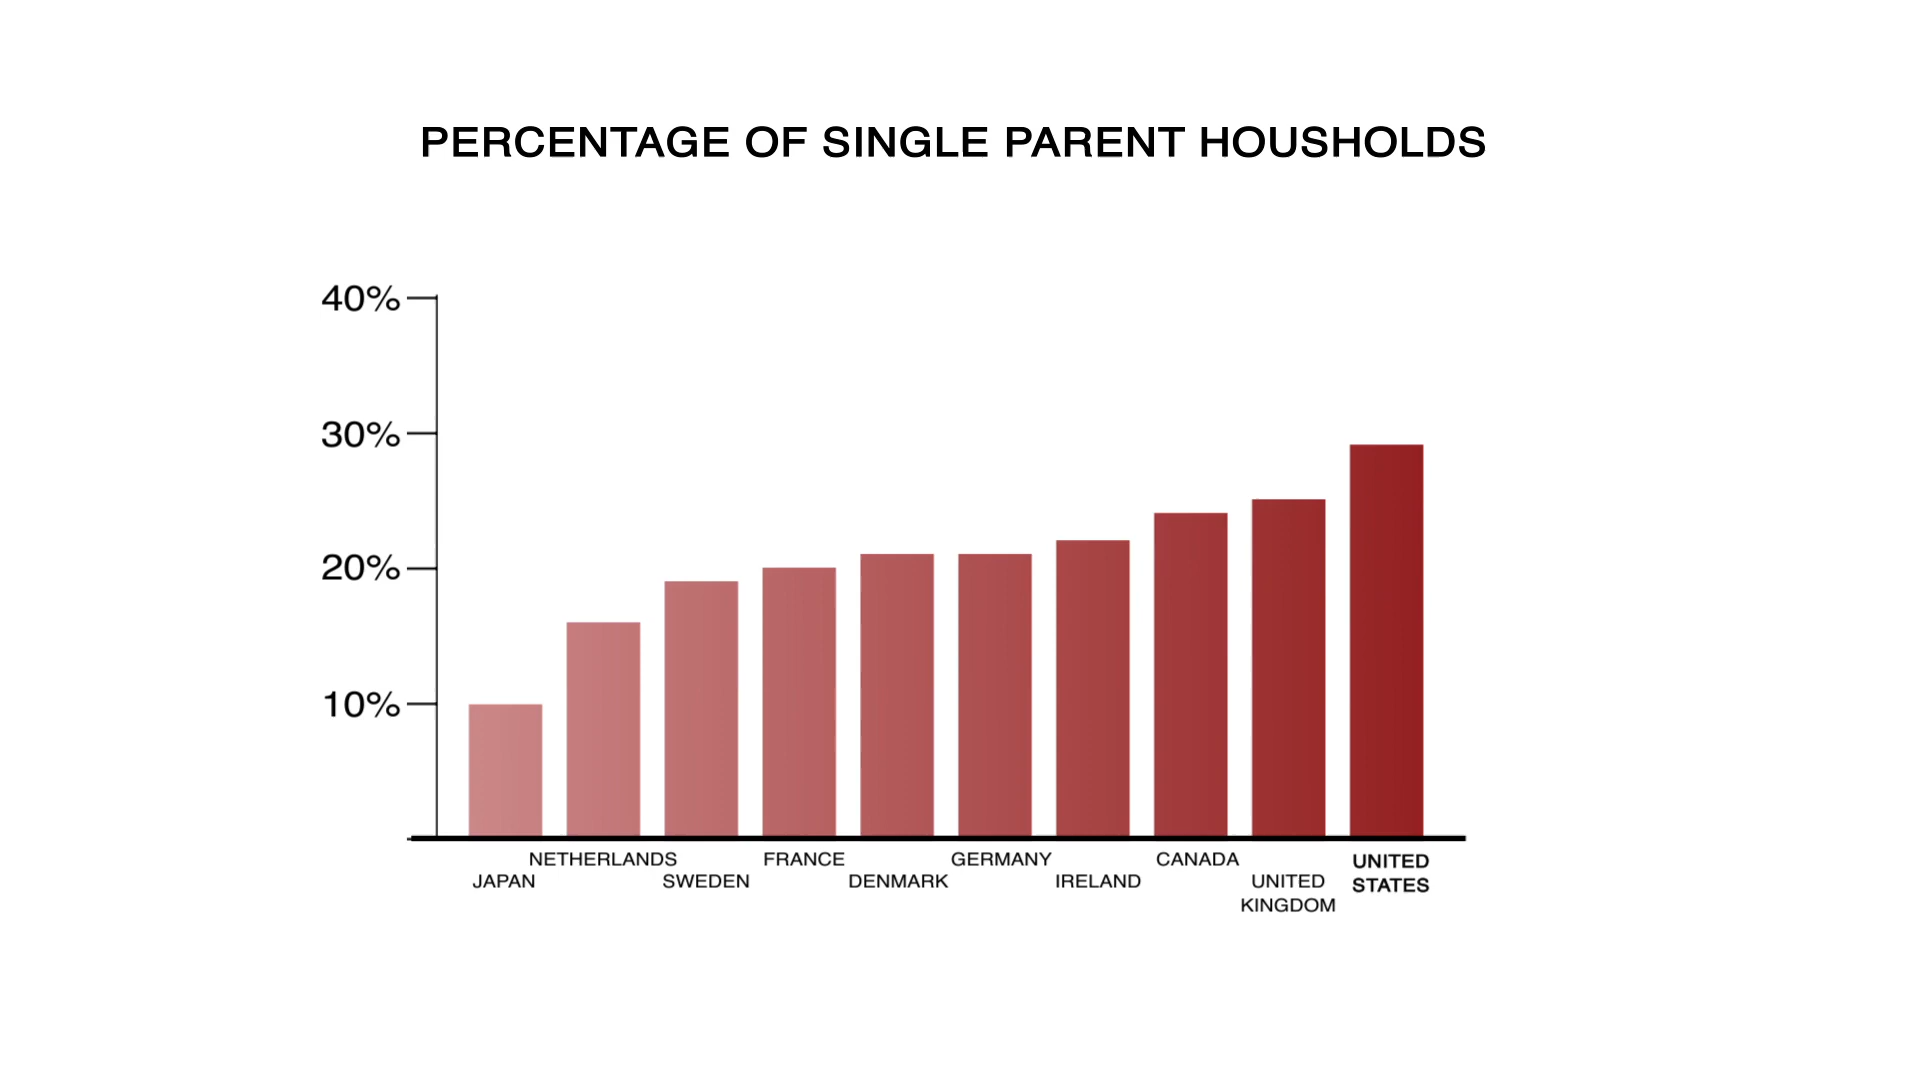 PERCENTAGE OF SINGLE PARENT HOUSHOLDS
40%
30%
20%
10%
JAPAN
NETHERLANDS
SWEDEN
FRANCE
DENMARK
GERMANY
IRELAND
CANADA
UNITED
KINGDOM
UNITED
STATES